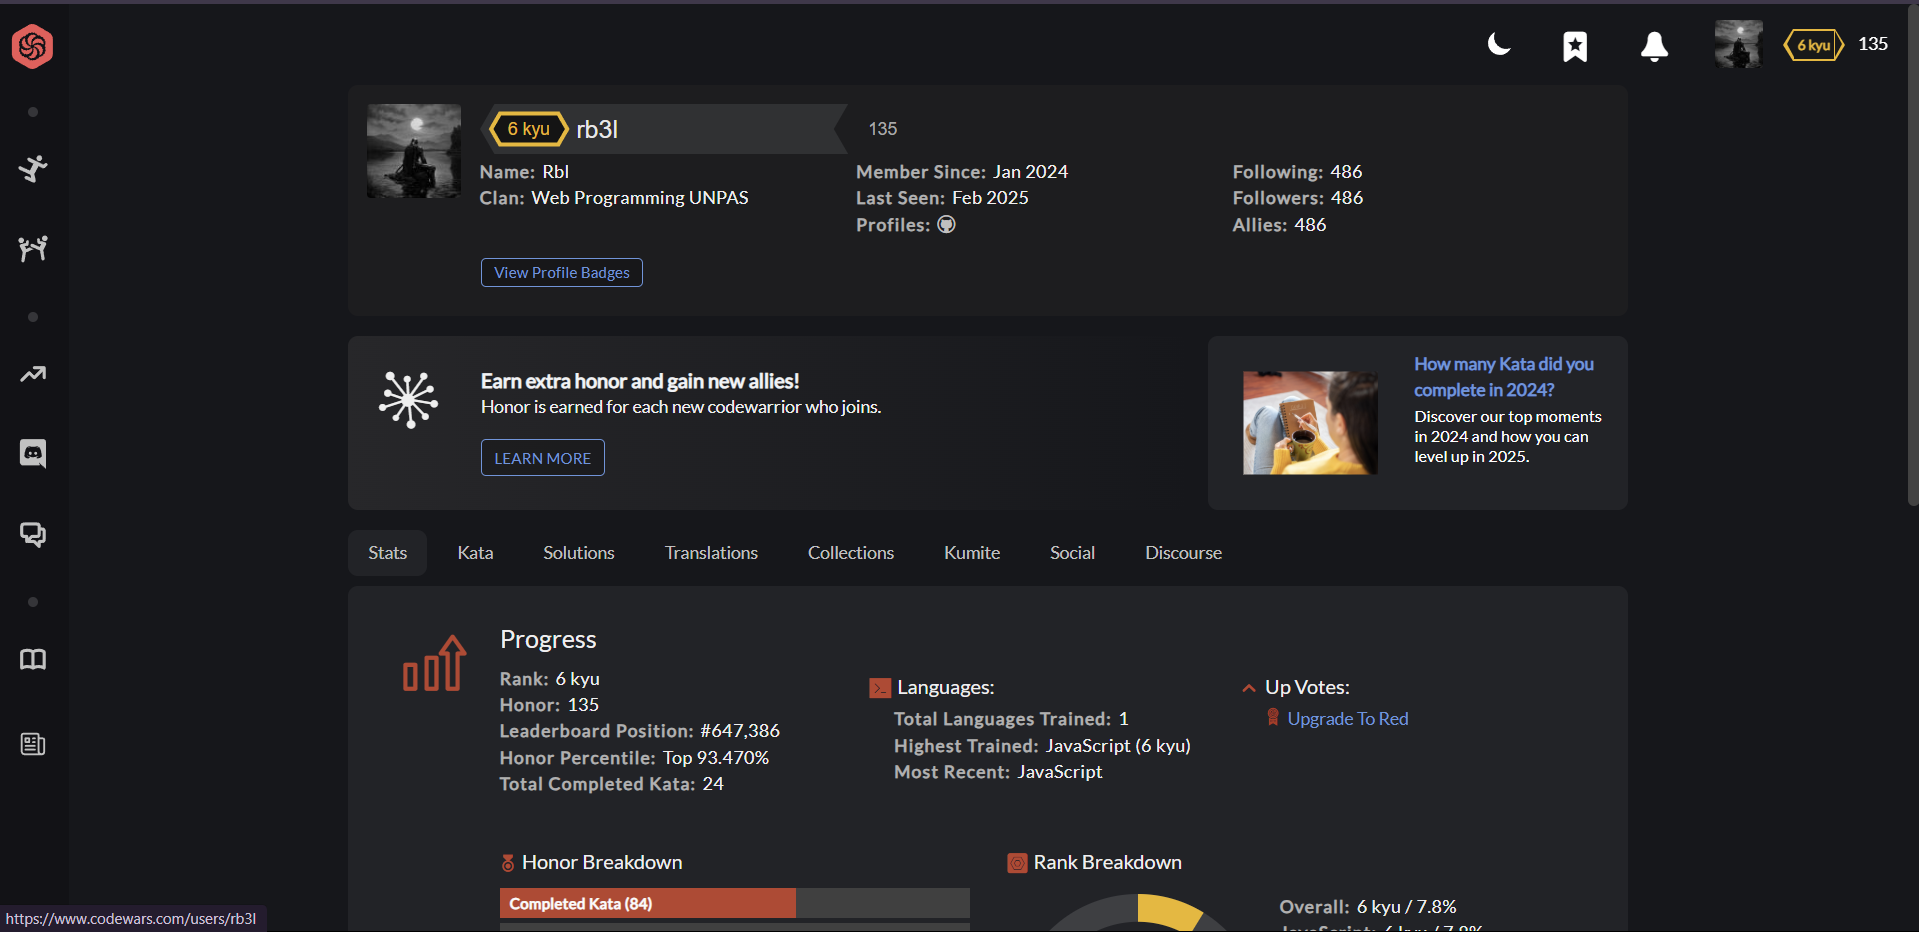 6 kyu 135
6 kyu rb3l 135
Name: Rbl
Clan: Web Programming UNPAS
Member Since: Jan 2024
Last Seen: Feb 2025
Profiles:
Following: 486
Followers: 486
Allies: 486
View Profile Badges
Earn extra honor and gain new allies!
Honor is earned for each new codewarrior who joins.
LEARN MORE
How many Kata did you
complete in 2024?
Discover our top moments
in 2024 and how you can
level up in 2025.
Stats Kata Solutions Translations Collections Kumite Social Discourse
Progress
Rank: 6 kyu
Honor: 135
Leaderboard Position: #647,386
Honor Percentile: Top 93.470%
Total Completed Kata: 24
Languages:
Total Languages Trained: 1
Highest Trained: JavaScript (6 kyu)
Most Recent: JavaScript
Up Votes:
Upgrade To Red
Honor Breakdown
Completed Kata (84)
Rank Breakdown
Overall: 6 kyu / 7.8%
JavaScript: 6 kyu / 7.8%
https://www.codewars.com/users/rb3l